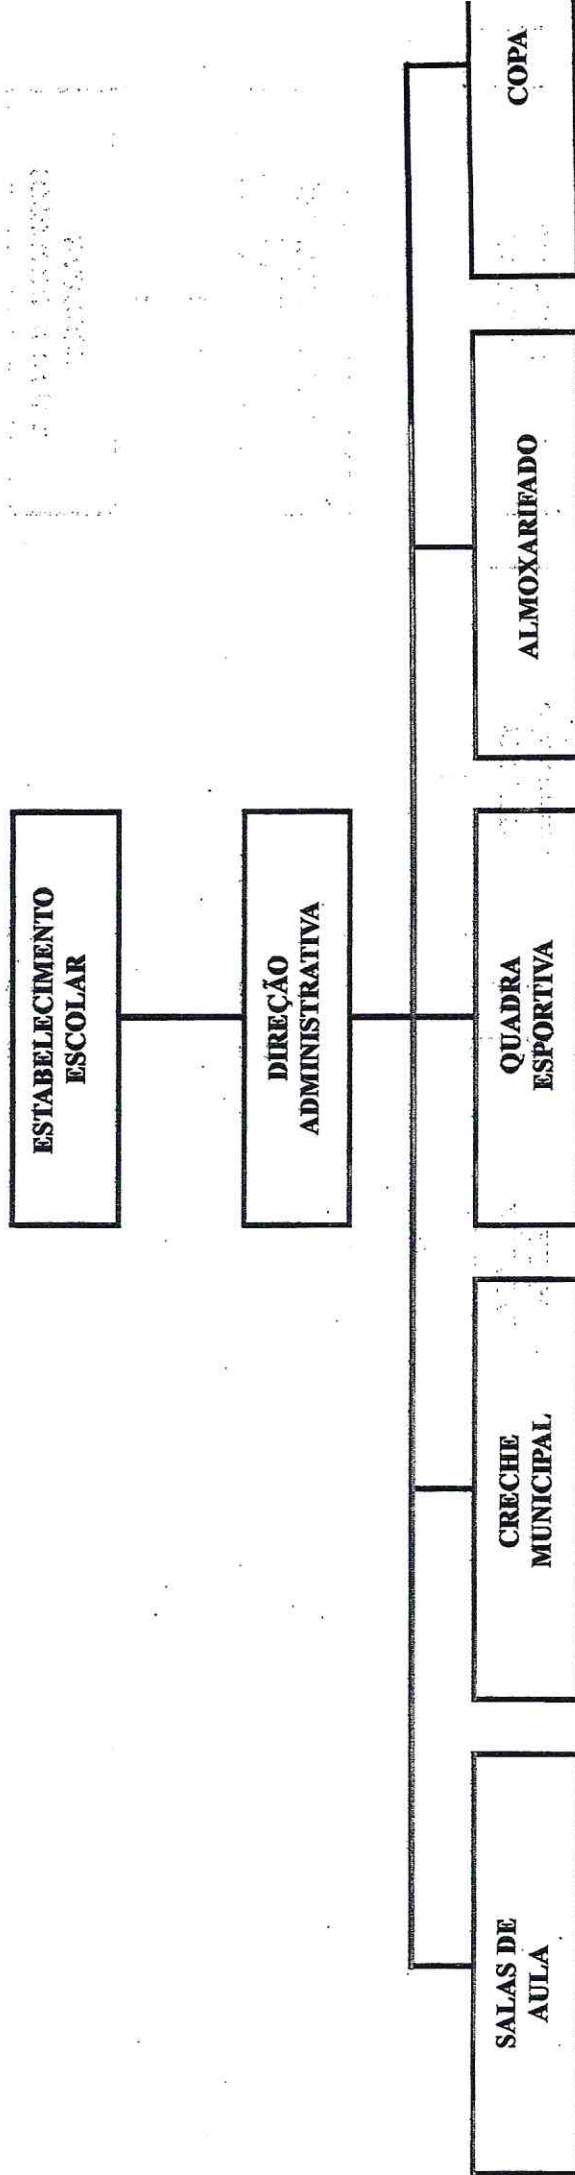 ESTABELECIMENTO
ESCOLAR
DIREÇÃO
ADMINISTRATIVA
SALAS DE
AULA
CRECHE
MUNICIPAL
QUADRA
ESPORTIVA
ALMOXARIFADO
COPA